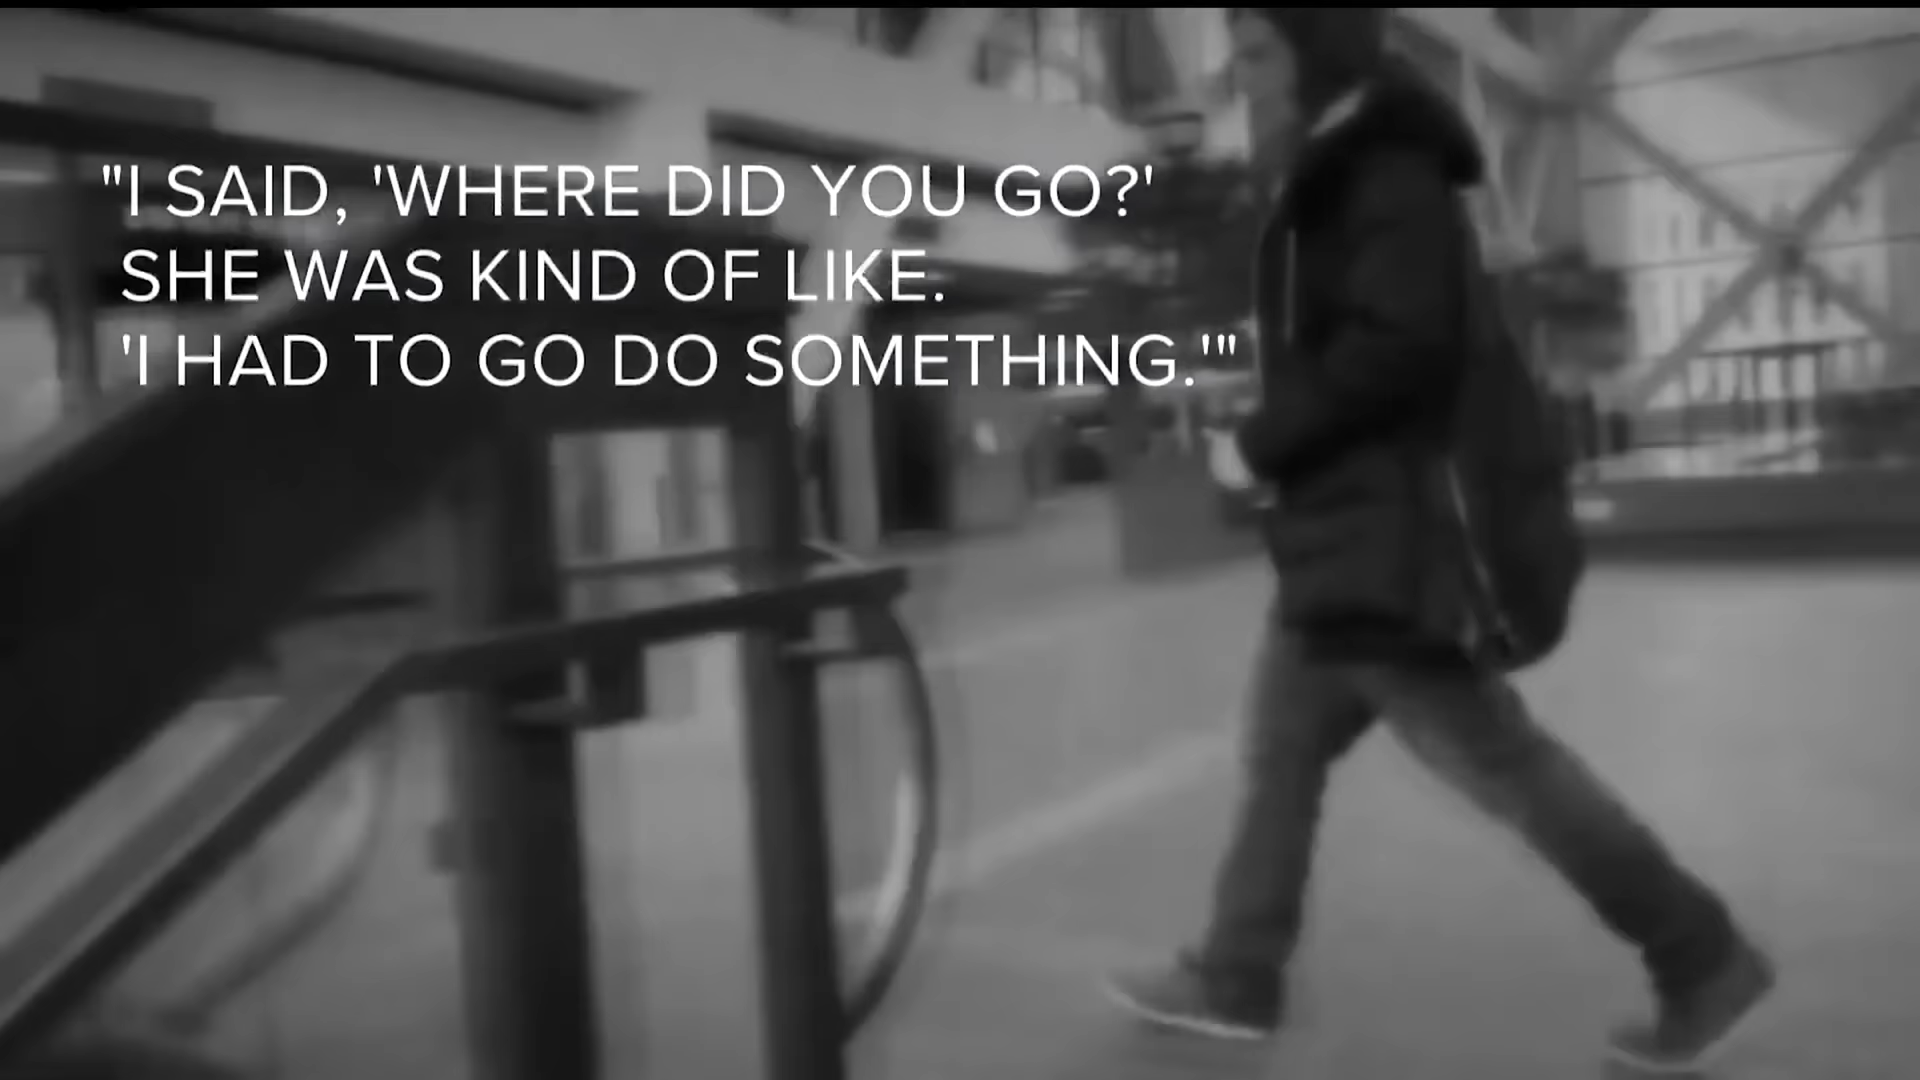 "I SAID, 'WHERE DID YOU GO?'
SHE WAS KIND OF LIKE.
'I HAD TO GO DO SOMETHING.'"